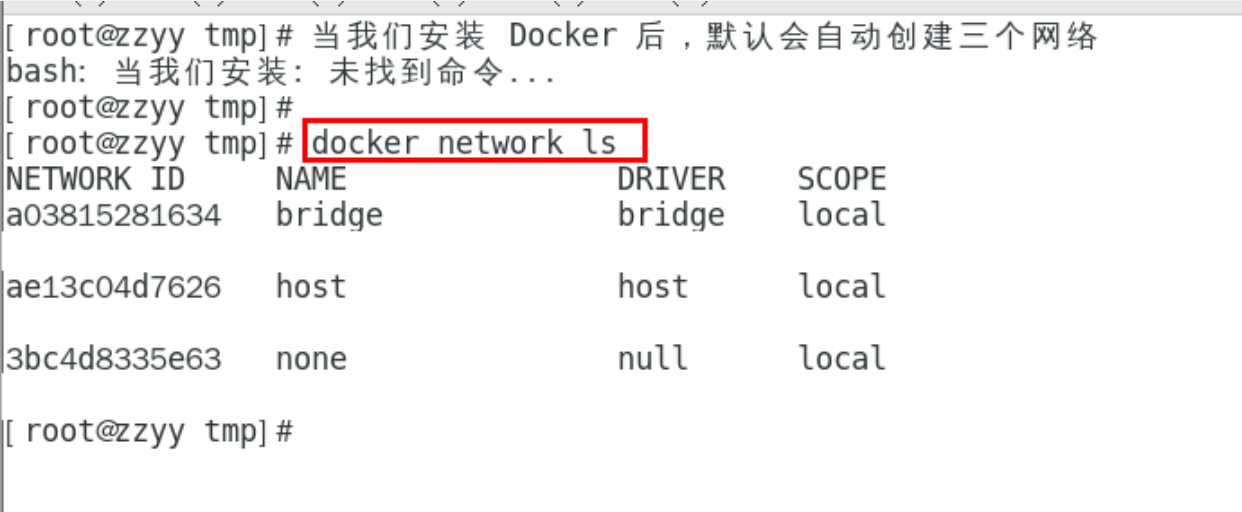 [root@zzyy tmp]# 当我们安装 Docker 后，默认会自动创建三个网络
bash: 当我们安装: 未找到命令...
[root@zzyy tmp]#
[root@zzyy tmp]# docker network ls
NETWORK ID NAME DRIVER SCOPE
a03815281634 bridge bridge local
ae13c04d7626 host host local
3bc4d8335e63 none null local
[root@zzyy tmp]#